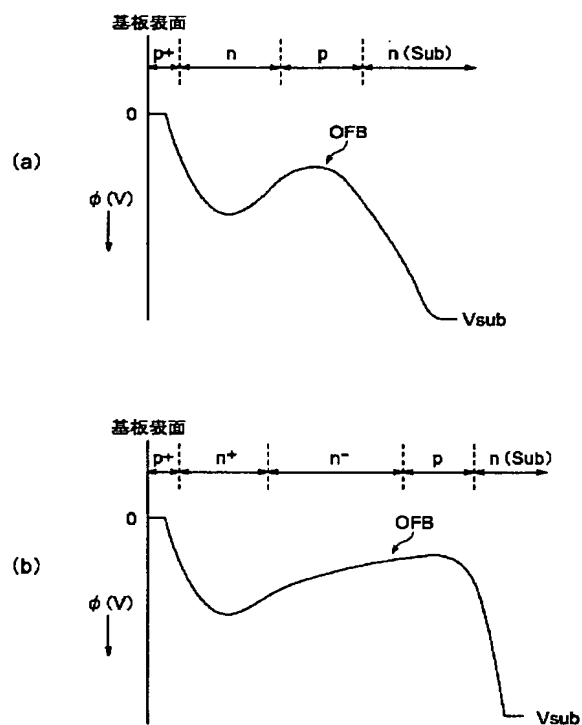 基板表面
p+ n p n (Sub)
0
OFB
(a)
φ (V)
Vsub
基板表面
p+ n+ n- p n (Sub)
0
OFB
(b)
φ (V)
Vsub